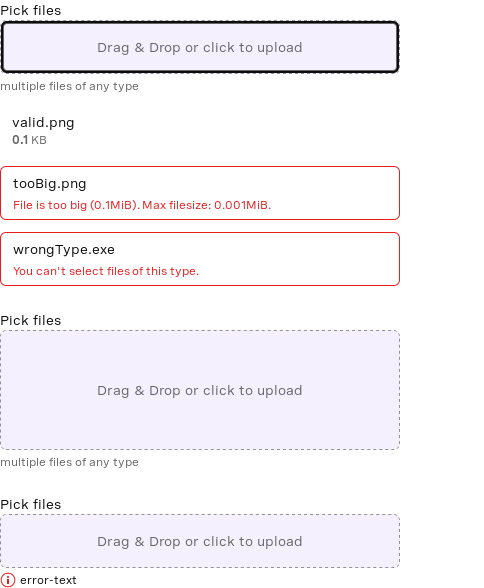 Pick files
Drag & Drop or click to upload
multiple files of any type
valid.png
0.1 KB
tooBig.png
File is too big (0.1MiB). Max filesize: 0.001MiB.
wrongType.exe
You can't select files of this type.
Pick files
Drag & Drop or click to upload
multiple files of any type
Pick files
Drag & Drop or click to upload
error-text